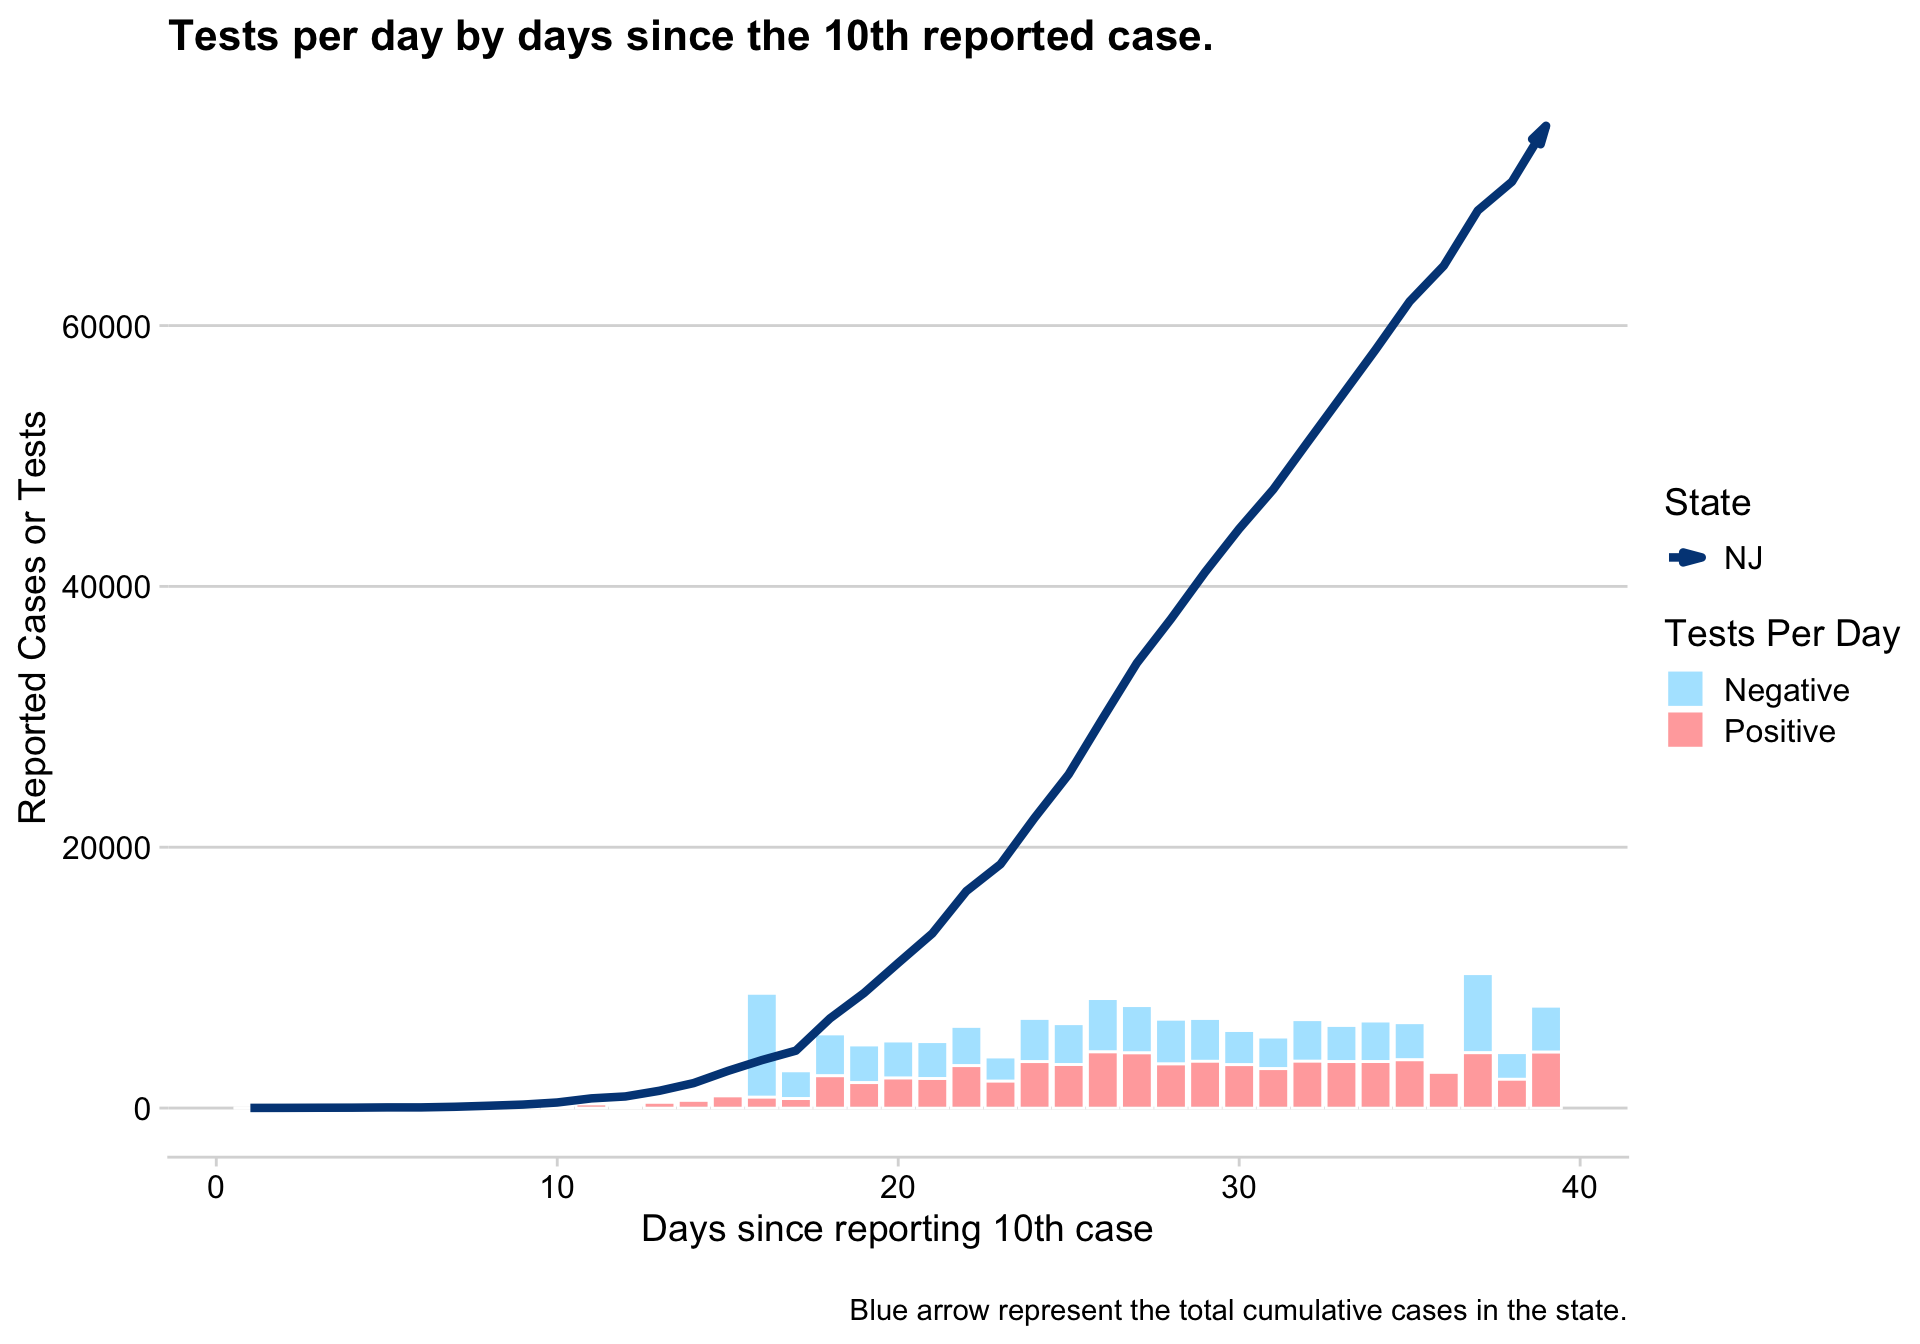 Tests per day by days since the 10th reported case.
Reported Cases or Tests
60000
40000
20000
0
0
10
20
30
40
Days since reporting 10th case
State
NJ
Tests Per Day
Negative
Positive
Blue arrow represent the total cumulative cases in the state.